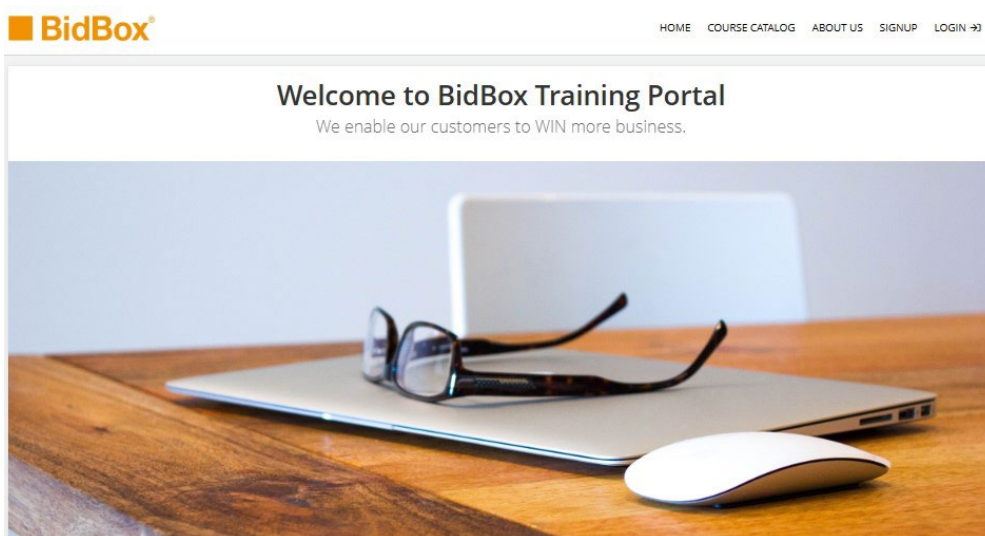 BidBox®
HOME COURSE CATALOG ABOUT US SIGNUP LOGIN
Welcome to BidBox Training Portal
We enable our customers to WIN more business.